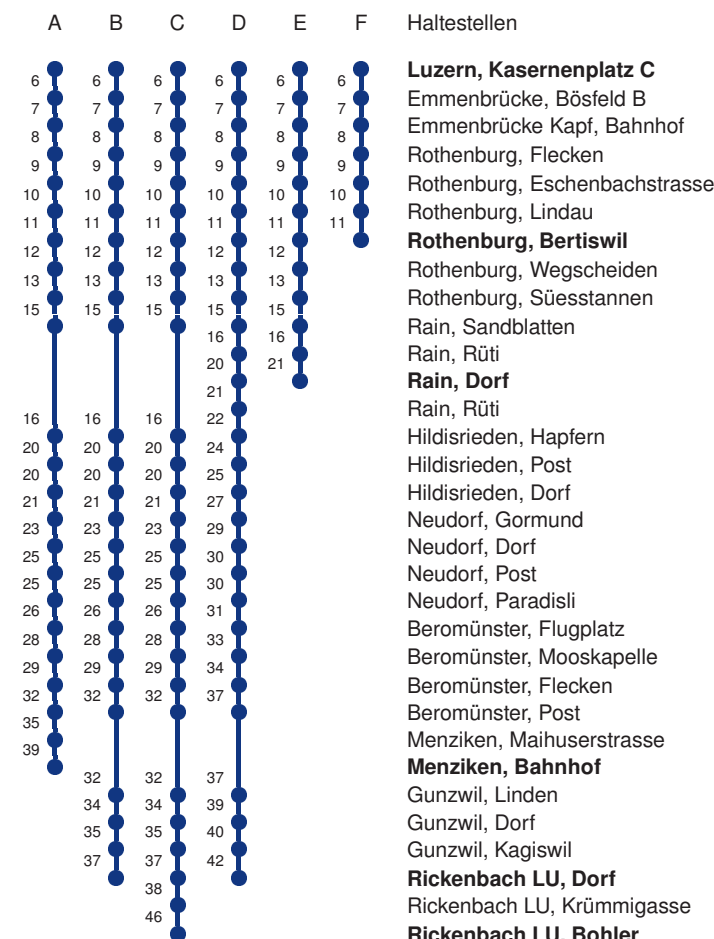 A B C D E F Haltestellen
Luzern, Kasernenplatz C
6 6 6 6 6 6
Emmenbrücke, Bösfeld B
7 7 7 7 7 7
Emmenbrücke Kapf, Bahnhof
8 8 8 8 8 8
Rothenburg, Flecken
9 9 9 9 9 9
Rothenburg, Eschenbachstrasse
10 10 10 10 10 10
Rothenburg, Lindau
11 11 11 11 11 11
Rothenburg, Bertiswil
12 12 12 12 12
Rothenburg, Wegscheiden
13 13 13 13 13
Rothenburg, Süesstannen
15 15 15 15 15
Rain, Sandblatten
16 16
Rain, Rüti
20 21
Rain, Dorf
21
Rain, Rüti
16 16 16 22
Hildisrieden, Hapfern
20 20 20 24
Hildisrieden, Post
20 20 20 25
Hildisrieden, Dorf
21 21 21 27
Neudorf, Gormund
23 23 23 29
Neudorf, Dorf
25 25 25 30
Neudorf, Post
25 25 25 30
Neudorf, Paradisli
26 26 26 31
Beromünster, Flugplatz
28 28 28 33
Beromünster, Mooskapelle
29 29 29 34
Beromünster, Flecken
32 32 32 37
Beromünster, Post
35
Menziken, Maihuserstrasse
39
Menziken, Bahnhof
32 32 37
Gunzwil, Linden
34 34 39
Gunzwil, Dorf
35 35 40
Gunzwil, Kagiswil
37 37 42
Rickenbach LU, Dorf
38
Rickenbach LU, Krümmigasse
46
Rickenbach LU, Bohler